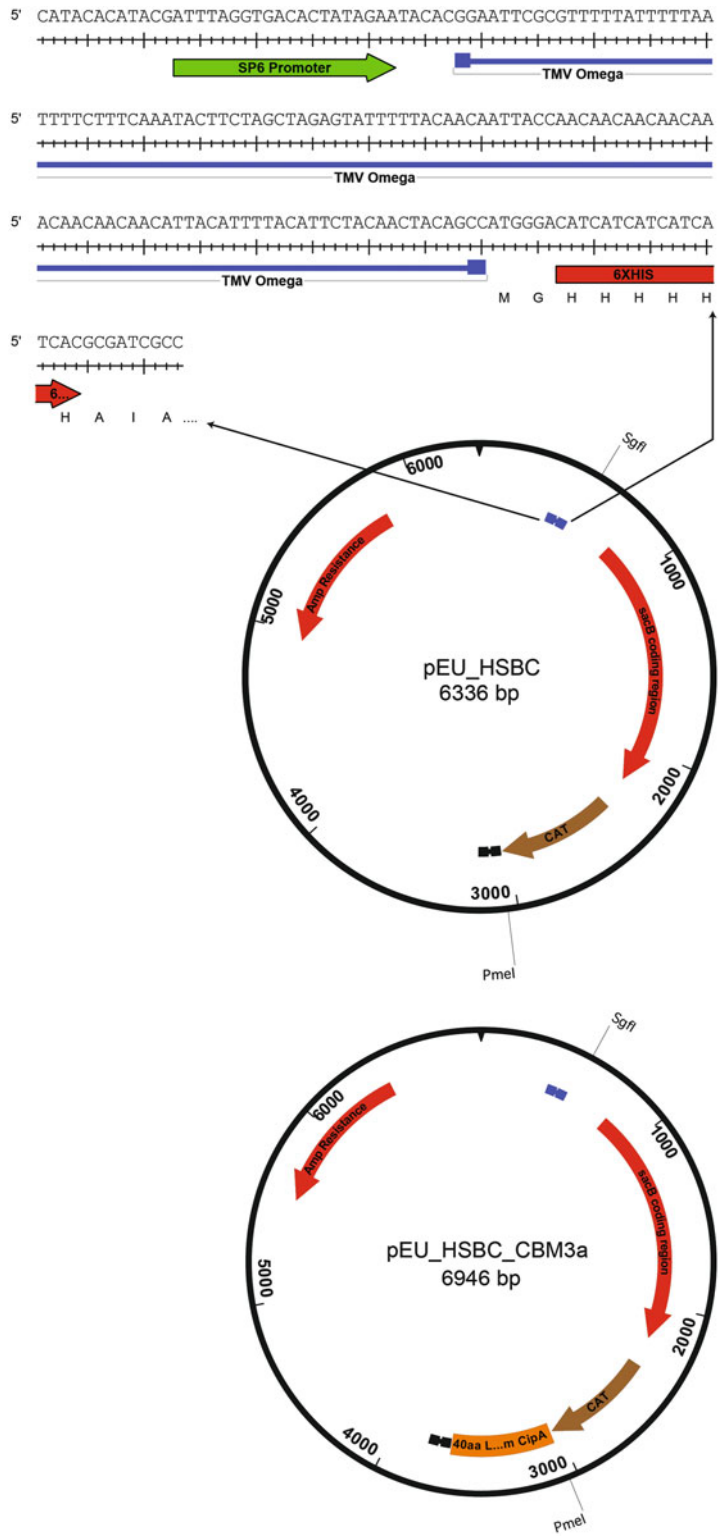 CATACACATACGATTTAGGTGACACTATAGAATACACGGAATTCGCGTTTTTATTTTTAA
SP6 Promoter
TMV Omega
5' TTTTCTTTCAAATACTTCTAGCTAGAGTATTTTTACAACAATTACCAACAACAACAACAA
TMV Omega
5' ACAACAACAACATTACATTTTACATTCTACAACTACAGCCATGGGACATCATCATCATCA
TMV Omega
6XHIS
M G H H H H H
5' TCACGCGATCGCC
6...
H A I A ....
SgfI
6000
1000
Amp Resistance
5000
sacB coding region
pEU_HSBC
6336 bp
2000
4000
CAT
3000
PmeI
SgfI
6000
1000
Amp Resistance
sacB coding region
pEU_HSBC_CBM3a
6946 bp
5000
2000
CAT
40aa L...m CipA
4000
3000
PmeI